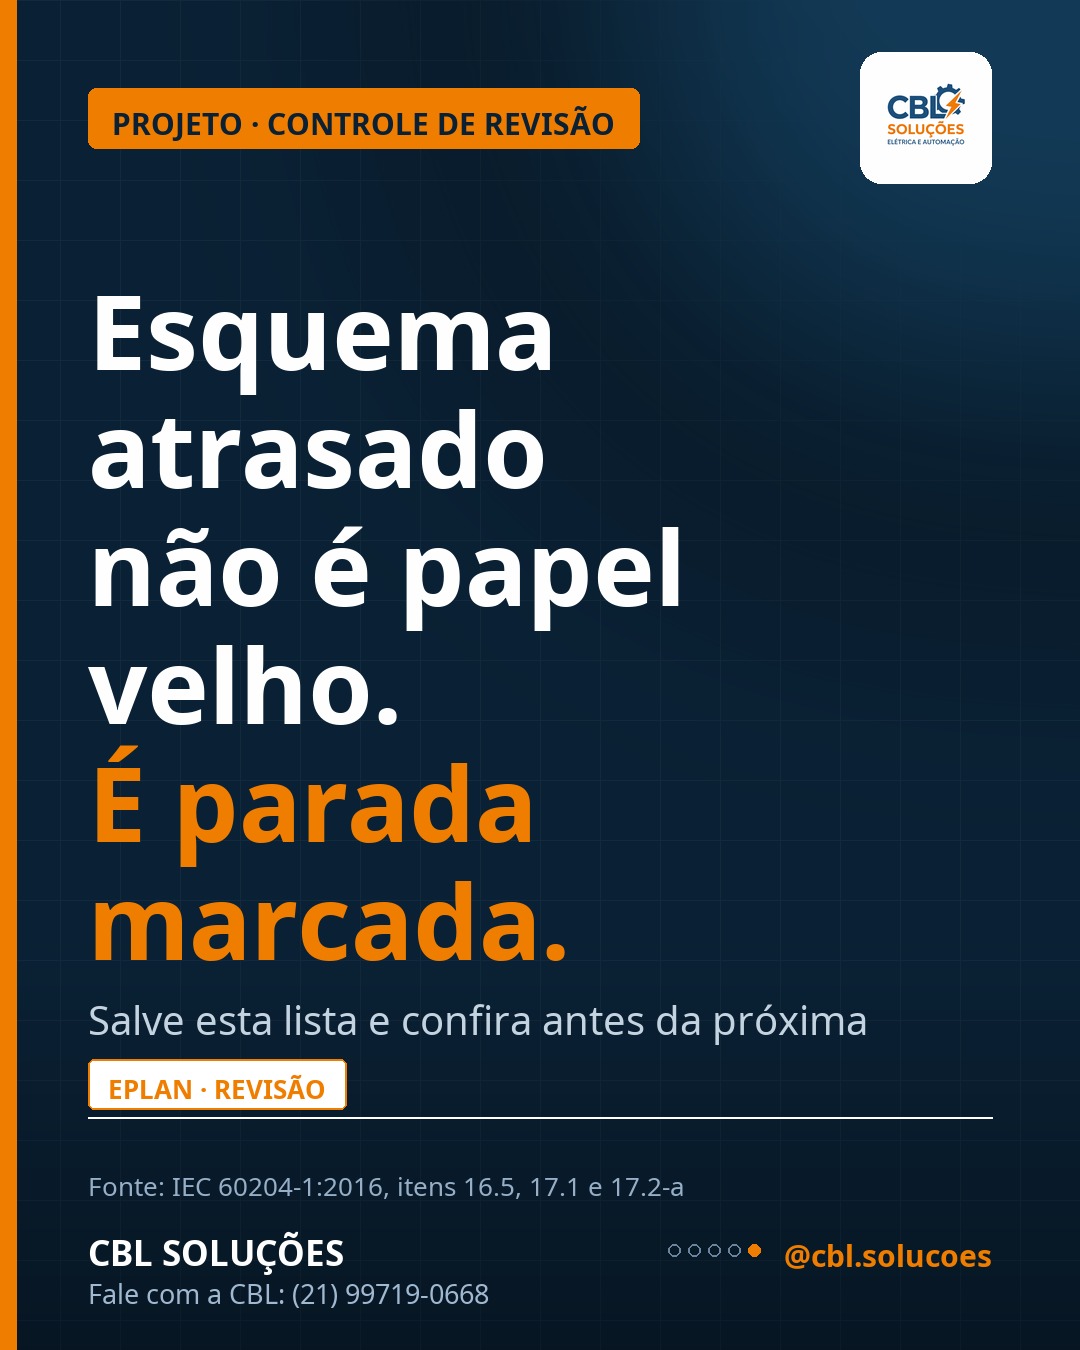 PROJETO · CONTROLE DE REVISÃO
CBL
SOLUÇÕES
ELÉTRICA E AUTOMAÇÃO
Esquema
atrasado
não é papel
velho.
É parada
marcada.
Salve esta lista e confira antes da próxima
EPLAN · REVISÃO
Fonte: IEC 60204-1:2016, itens 16.5, 17.1 e 17.2-a
CBL SOLUÇÕES
@cbl.solucoes
Fale com a CBL: (21) 99719-0668